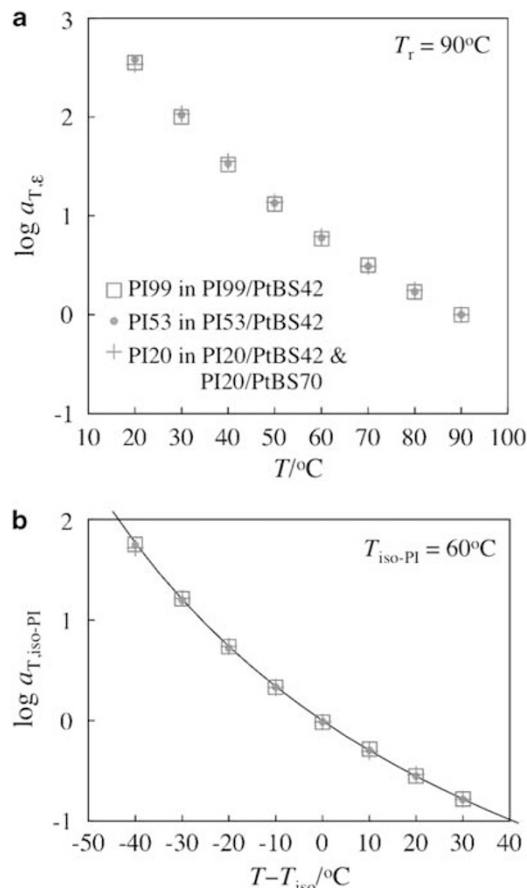 a
3
T_r = 90°C
2
log a_T,ε
1
PI99 in PI99/PtBS42
PI53 in PI53/PtBS42
0
PI20 in PI20/PtBS42 &
PI20/PtBS70
-1
10 20 30 40 50 60 70 80 90 100
T/°C
b
2
T_iso-PI = 60°C
1
log a_T,iso-PI
0
-1
-50 -40 -30 -20 -10 0 10 20 30 40
T–T_iso/°C